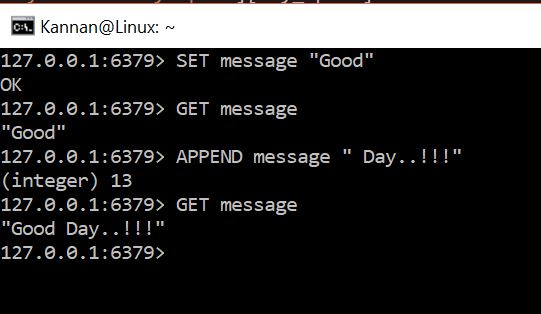 Kannan@Linux: ~
127.0.0.1:6379> SET message "Good"
OK
127.0.0.1:6379> GET message
"Good"
127.0.0.1:6379> APPEND message " Day..!!!"
(integer) 13
127.0.0.1:6379> GET message
"Good Day..!!!"
127.0.0.1:6379>